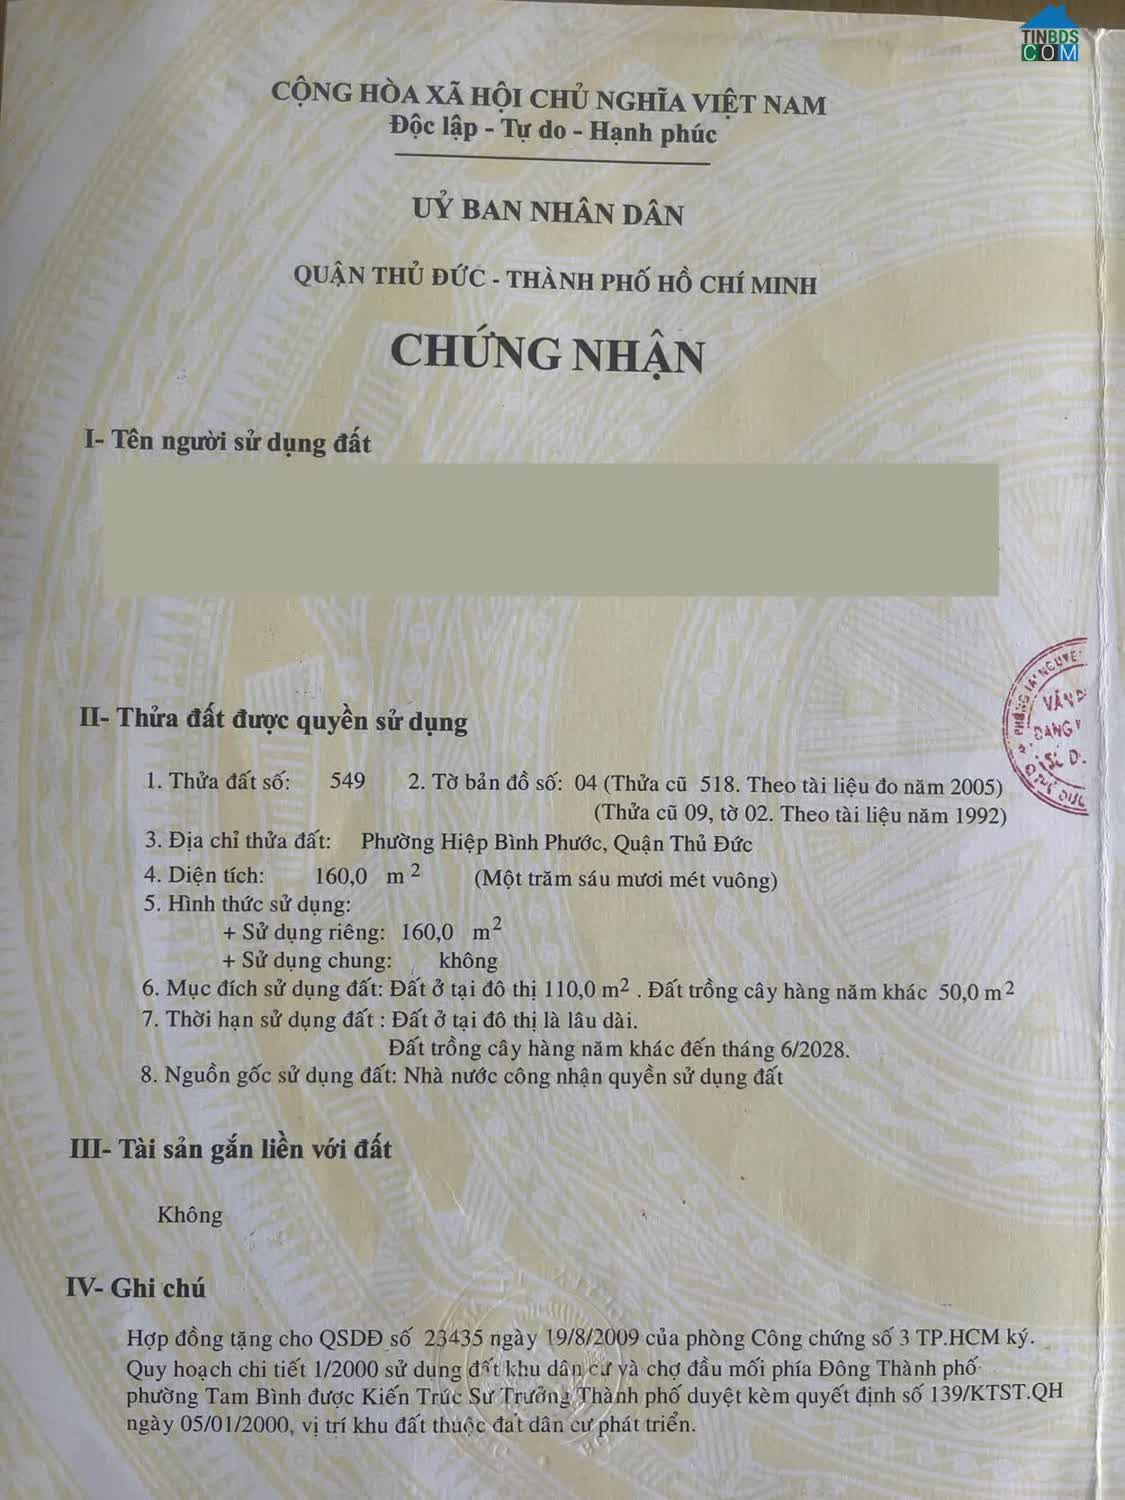 TINBDS
COM
CỘNG HÒA XÃ HỘI CHỦ NGHĨA VIỆT NAM
Độc lập - Tự do - Hạnh phúc
UỶ BAN NHÂN DÂN
QUẬN THỦ ĐỨC - THÀNH PHỐ HỒ CHÍ MINH
CHỨNG NHẬN
I- Tên người sử dụng đất
II- Thửa đất được quyền sử dụng
1. Thửa đất số: 549 2. Tờ bản đồ số: 04 (Thửa cũ 518. Theo tài liệu đo năm 2005)
(Thửa cũ 09, tờ 02. Theo tài liệu năm 1992)
3. Địa chỉ thửa đất: Phường Hiệp Bình Phước, Quận Thủ Đức
4. Diện tích: 160,0 m² (Một trăm sáu mươi mét vuông)
5. Hình thức sử dụng:
+ Sử dụng riêng: 160,0 m²
+ Sử dụng chung: không
6. Mục đích sử dụng đất: Đất ở tại đô thị 110,0 m² . Đất trồng cây hàng năm khác 50,0 m²
7. Thời hạn sử dụng đất : Đất ở tại đô thị là lâu dài.
Đất trồng cây hàng năm khác đến tháng 6/2028.
8. Nguồn gốc sử dụng đất: Nhà nước công nhận quyền sử dụng đất
III- Tài sản gắn liền với đất
Không
IV- Ghi chú
Hợp đồng tặng cho QSDĐ số 23435 ngày 19/8/2009 của phòng Công chứng số 3 TP.HCM ký.
Quy hoạch chi tiết 1/2000 sử dụng đất khu dân cư và chợ đầu mối phía Đông Thành phố
phường Tam Bình được Kiến Trúc Sư Trưởng Thành phố duyệt kèm quyết định số 139/KTST.QH
ngày 05/01/2000, vị trí khu đất thuộc đất dân cư phát triển.